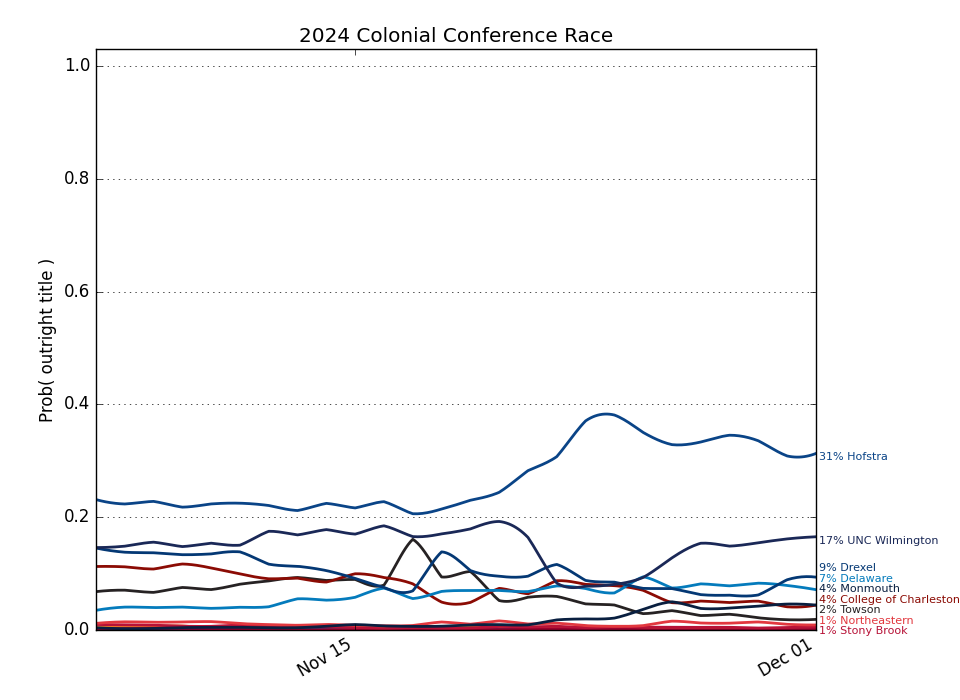 2024 Colonial Conference Race
Prob( outright title )
1.0
0.8
0.6
0.4
0.2
0.0
Nov 15
Dec 01
31% Hofstra
17% UNC Wilmington
9% Drexel
7% Delaware
4% Monmouth
4% College of Charleston
2% Towson
1% Northeastern
1% Stony Brook